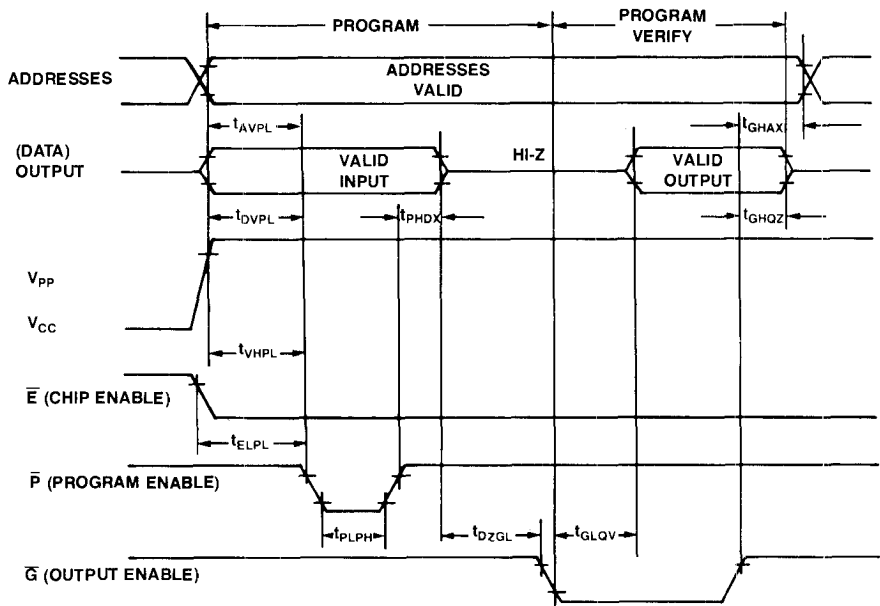 PROGRAM
PROGRAM
VERIFY
ADDRESSES
ADDRESSES
VALID
tAVPL
tGHAX
(DATA)
OUTPUT
VALID
INPUT
HI-Z
VALID
OUTPUT
tDVPL
tPHDX
tGHQZ
VPP
VCC
tVHPL
E̅ (CHIP ENABLE)
tELPL
P̅ (PROGRAM ENABLE)
tPLPH
tDZGL
tGLQV
G̅ (OUTPUT ENABLE)